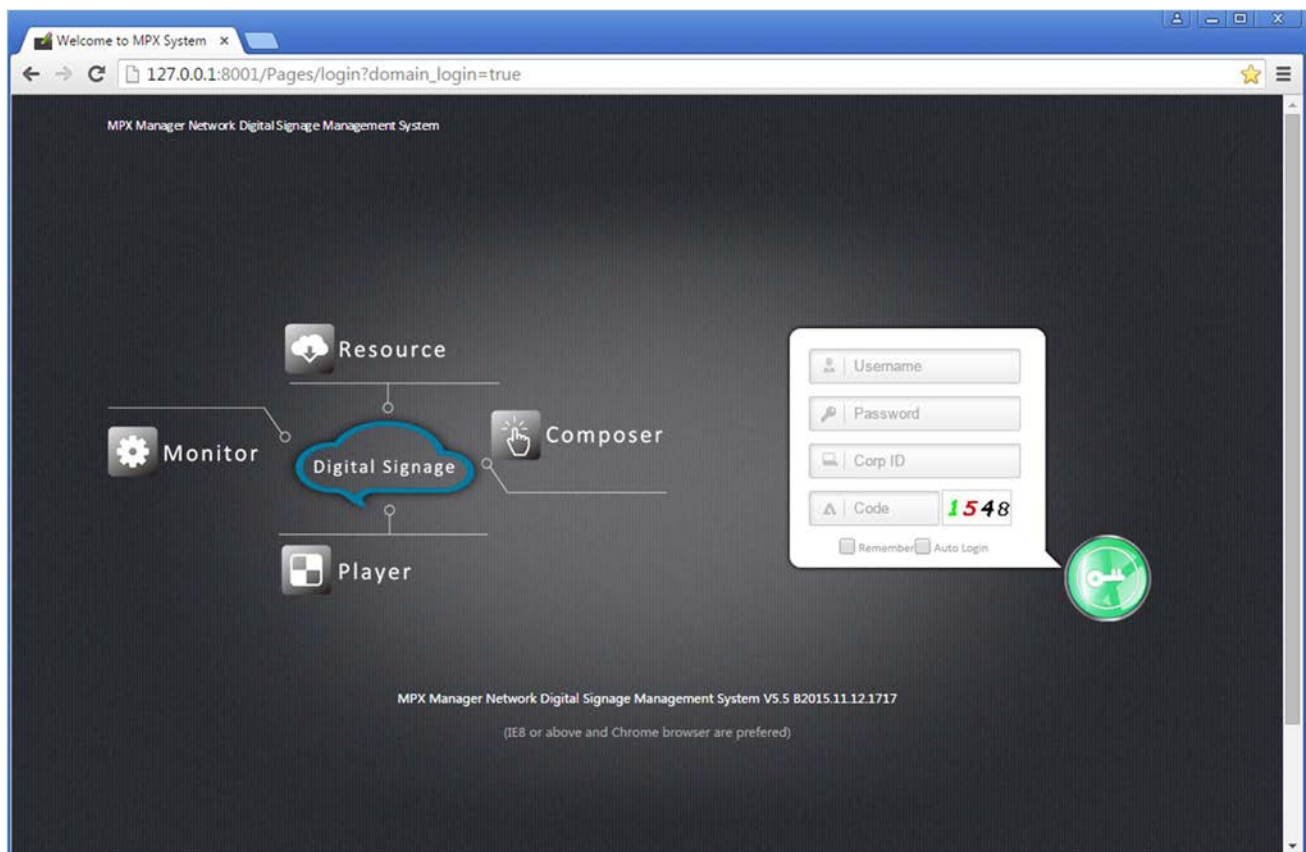 Welcome to MPX System
127.0.0.1:8001/Pages/login?domain_login=true
MPX Manager Network Digital Signage Management System
Resource
Monitor
Digital Signage
Composer
Player
Username
Password
Corp ID
Code 1548
Remember Auto Login
MPX Manager Network Digital Signage Management System V5.5 B2015.11.12.1717
(IE8 or above and Chrome browser are prefered)